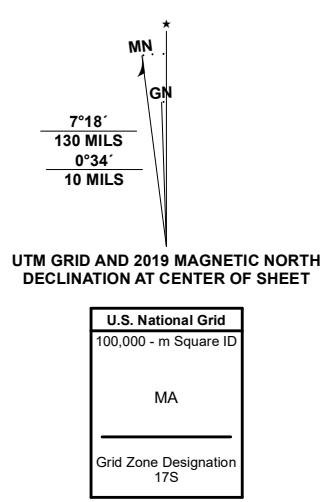 ★
MN
GN
7°18´
130 MILS
0°34´
10 MILS
UTM GRID AND 2019 MAGNETIC NORTH
DECLINATION AT CENTER OF SHEET
U.S. National Grid
100,000 - m Square ID
MA
Grid Zone Designation
17S